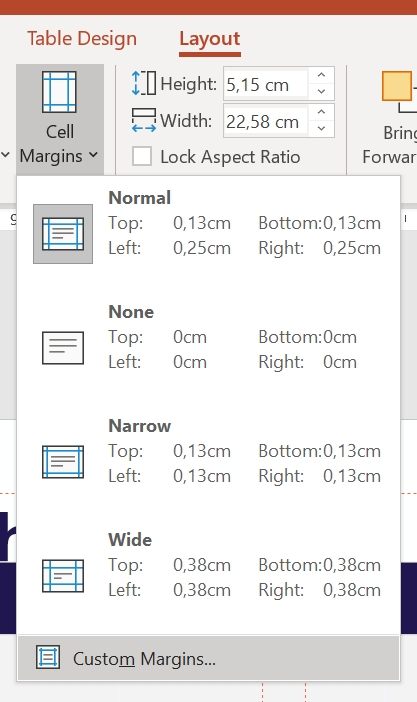 Table Design Layout
Cell Margins
Height: 5,15 cm
Width: 22,58 cm
Lock Aspect Ratio
Bring
Forwar
9
Normal
Top: 0,13cm Bottom: 0,13cm
Left: 0,25cm Right: 0,25cm
None
Top: 0cm Bottom: 0cm
Left: 0cm Right: 0cm
Narrow
Top: 0,13cm Bottom: 0,13cm
Left: 0,13cm Right: 0,13cm
Wide
Top: 0,38cm Bottom: 0,38cm
Left: 0,38cm Right: 0,38cm
Custom Margins...